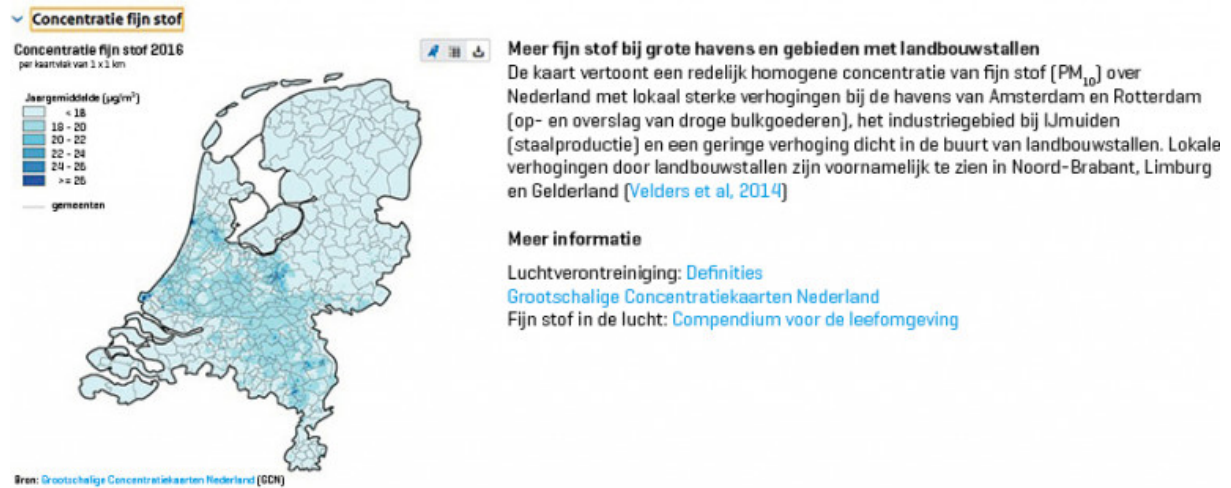 Concentratie fijn stof
Concentratie fijn stof 2016
per kaartvlak van 1 x 1 km
Jaargemiddelde (µg/m³)
< 18
18 - 20
20 - 22
22 - 24
24 - 26
>= 26
gemeenten
Bron: Grootschalige Concentratiekaarten Nederland (GCN)
Meer fijn stof bij grote havens en gebieden met landbouwstallen
De kaart vertoont een redelijk homogene concentratie van fijn stof (PM₁₀) over
Nederland met lokaal sterke verhogingen bij de havens van Amsterdam en Rotterdam
(op- en overslag van droge bulkgoederen), het industriegebied bij IJmuiden
(staalproductie) en een geringe verhoging dicht in de buurt van landbouwstallen. Lokale
verhogingen door landbouwstallen zijn voornamelijk te zien in Noord-Brabant, Limburg
en Gelderland (Velders et al, 2014)
Meer informatie
Luchtverontreiniging: Definities
Grootschalige Concentratiekaarten Nederland
Fijn stof in de lucht: Compendium voor de leefomgeving